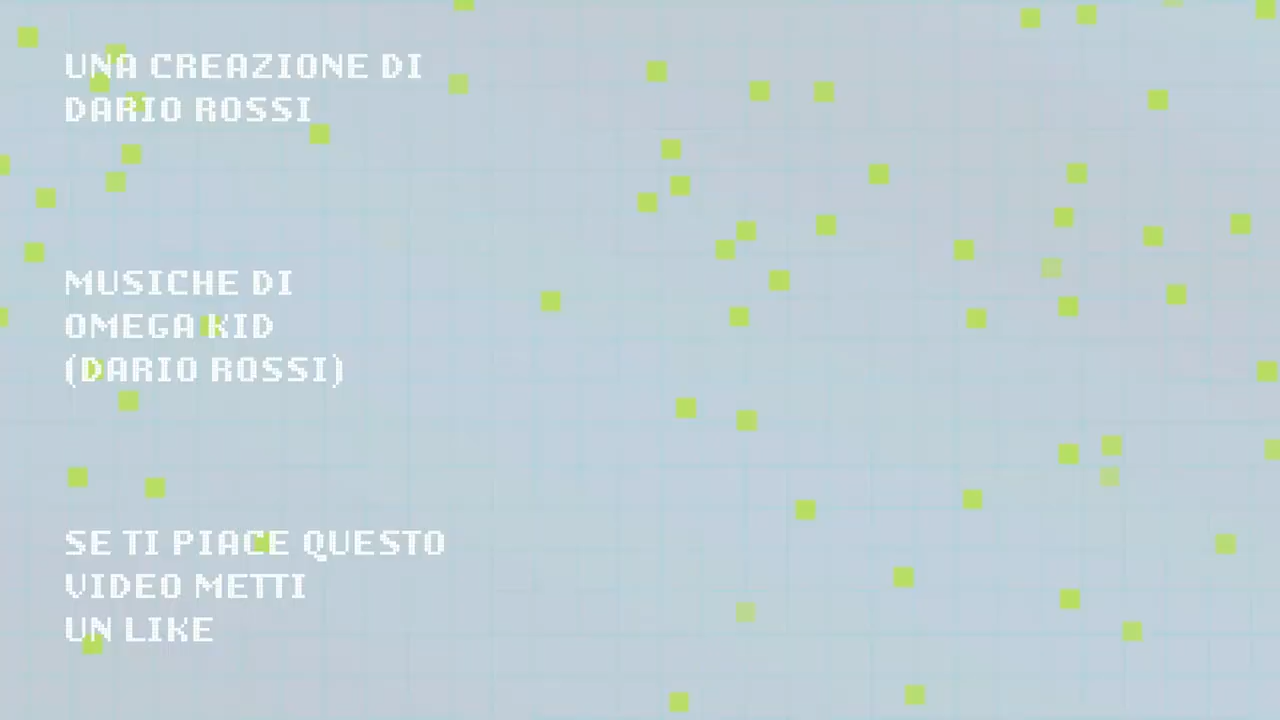 UNA CREAZIONE DI
DARIO ROSSI
MUSICHE DI
OMEGA KID
(DARIO ROSSI)
SE TI PIACE QUESTO
VIDEO METTI
UN LIKE